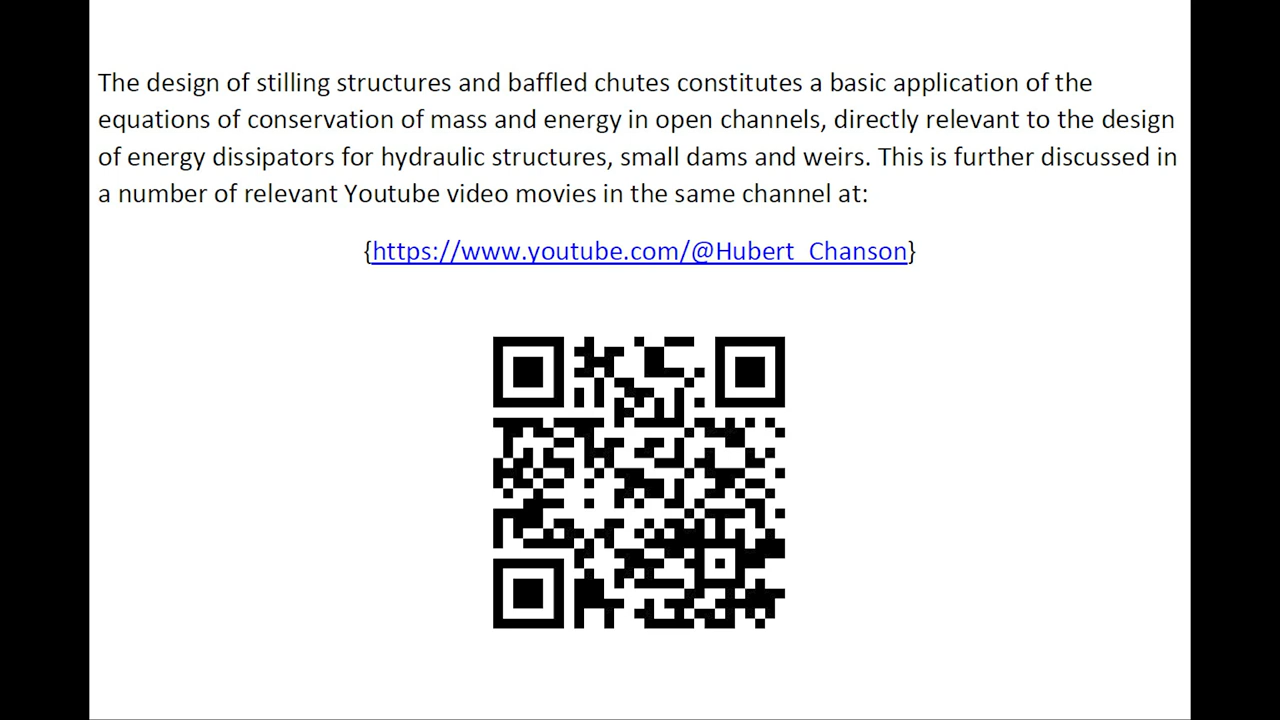 The design of stilling structures and baffled chutes constitutes a basic application of the
equations of conservation of mass and energy in open channels, directly relevant to the design
of energy dissipators for hydraulic structures, small dams and weirs. This is further discussed in
a number of relevant Youtube video movies in the same channel at:
{https://www.youtube.com/@Hubert_Chanson}